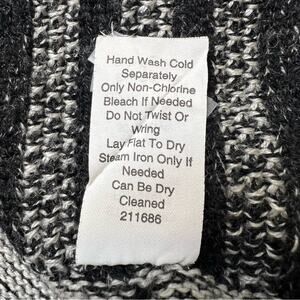 Hand Wash Cold
Separately
Only Non-Chlorine
Bleach If Needed
Do Not Twist Or
Wring
Lay Flat To Dry
Steam Iron Only If
Needed
Can Be Dry
Cleaned
211686